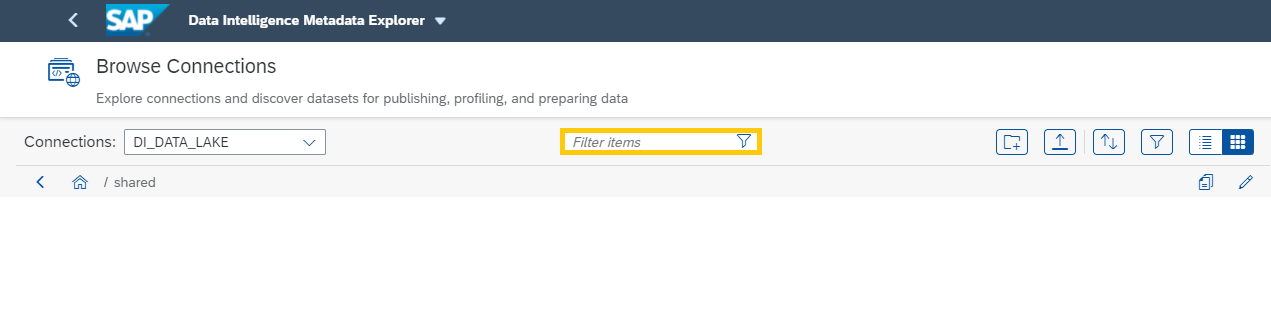 SAP Data Intelligence Metadata Explorer
Browse Connections
Explore connections and discover datasets for publishing, profiling, and preparing data
Connections: DI_DATA_LAKE Filter items
/ shared